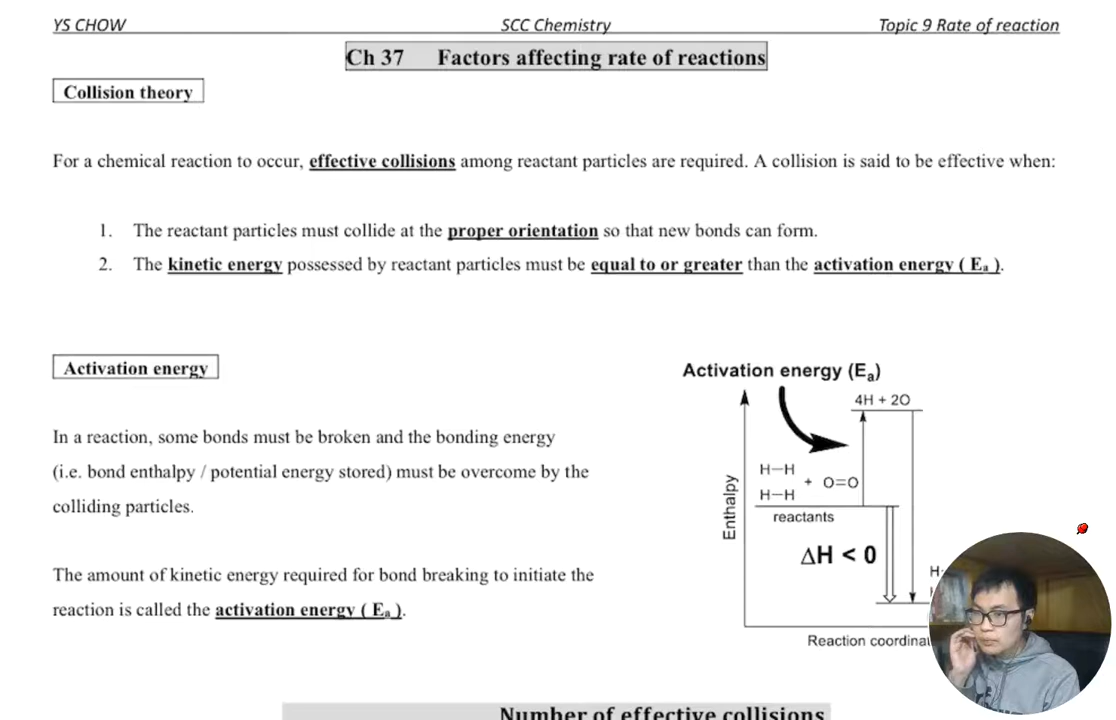 YS CHOW SCC Chemistry Topic 9 Rate of reaction
Ch 37 Factors affecting rate of reactions
Collision theory
For a chemical reaction to occur, effective collisions among reactant particles are required. A collision is said to be effective when:
1. The reactant particles must collide at the proper orientation so that new bonds can form.
2. The kinetic energy possessed by reactant particles must be equal to or greater than the activation energy ( Eₐ ).
Activation energy
In a reaction, some bonds must be broken and the bonding energy
(i.e. bond enthalpy / potential energy stored) must be overcome by the
colliding particles.
The amount of kinetic energy required for bond breaking to initiate the
reaction is called the activation energy ( Eₐ ).
Activation energy (Eₐ)
4H + 2O
H—H
+ O=O
H—H
reactants
Enthalpy
ΔH < 0
H
Reaction
Number of effective collisions